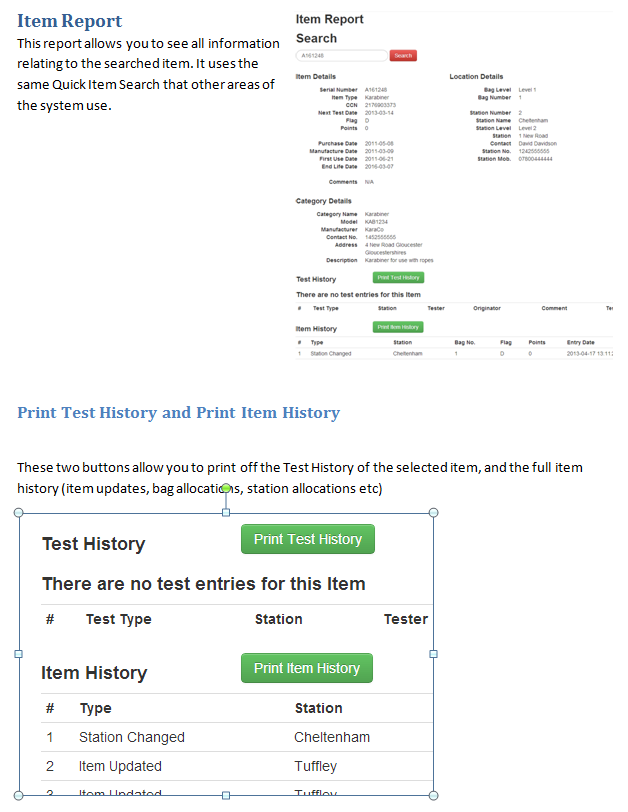 Item Report
This report allows you to see all information
relating to the searched item. It uses the
same Quick Item Search that other areas of
the system use.
Item Report
Search
A161248 Search
Item Details
Serial Number A161248
Item Type Karabiner
CCN 2176903373
Next Test Date 2013-03-14
Flag D
Points 0
Purchase Date 2011-05-08
Manufacture Date 2011-03-09
First Use Date 2011-06-21
End Life Date 2016-03-07
Comments N/A
Location Details
Bag Level Level 1
Bag Number 1
Station Number 2
Station Name Cheltenham
Station Level Level 2
Station 1 New Road
Contact David Davidson
Station No. 1242555555
Station Mob. 07800444444
Category Details
Category Name Karabiner
Model KAB1234
Manufacturer KaraCo
Contact No. 1452555555
Address 4 New Road Gloucester
Gloucestershires
Description Karabiner for use with ropes
Test History Print Test History
There are no test entries for this Item
# Test Type Station Tester Originator Comment Te
Item History Print Item History
# Type Station Bag No. Flag Points Entry Date
1 Station Changed Cheltenham 1 D 0 2013-04-17 13:11:
Print Test History and Print Item History
These two buttons allow you to print off the Test History of the selected item, and the full item
history (item updates, bag allocations, station allocations etc)
Test History Print Test History
There are no test entries for this Item
# Test Type Station Tester
Item History Print Item History
# Type Station
1 Station Changed Cheltenham
2 Item Updated Tuffley
3 Item Updated Tuffley